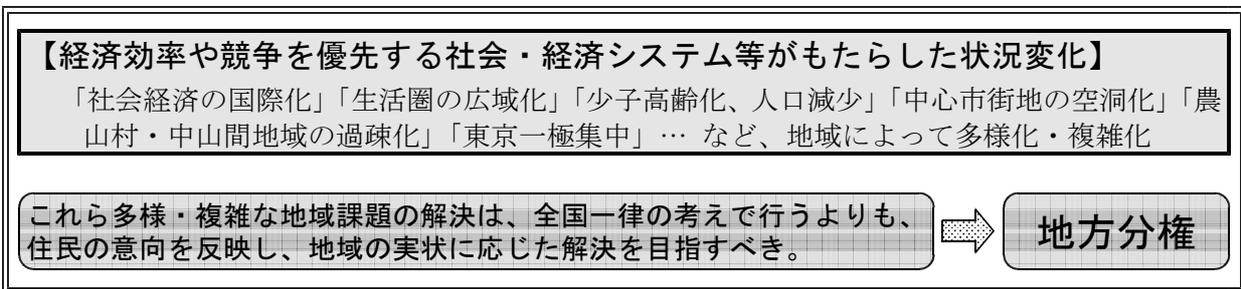 【経済効率や競争を優先する社会・経済システム等がもたらした状況変化】
「社会経済の国際化」「生活圏の広域化」「少子高齢化、人口減少」「中心市街地の空洞化」「農
山村・中山間地域の過疎化」「東京一極集中」… など、地域によって多様化・複雑化
これら多様・複雑な地域課題の解決は、全国一律の考えで行うよりも、
住民の意向を反映し、地域の実状に応じた解決を目指すべき。
地方分権